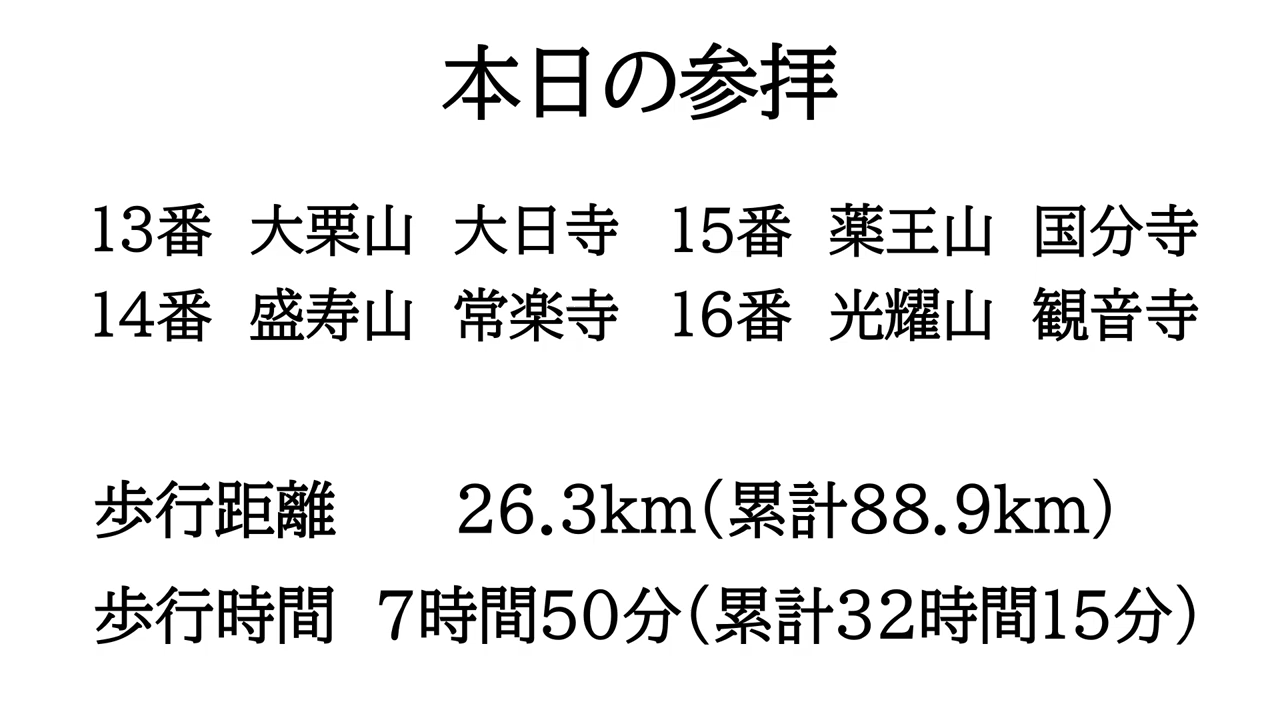 本日の参拝
13番 大栗山 大日寺 15番 薬王山 国分寺
14番 盛寿山 常楽寺 16番 光耀山 観音寺
歩行距離 26.3km(累計88.9km)
歩行時間 7時間50分(累計32時間15分)